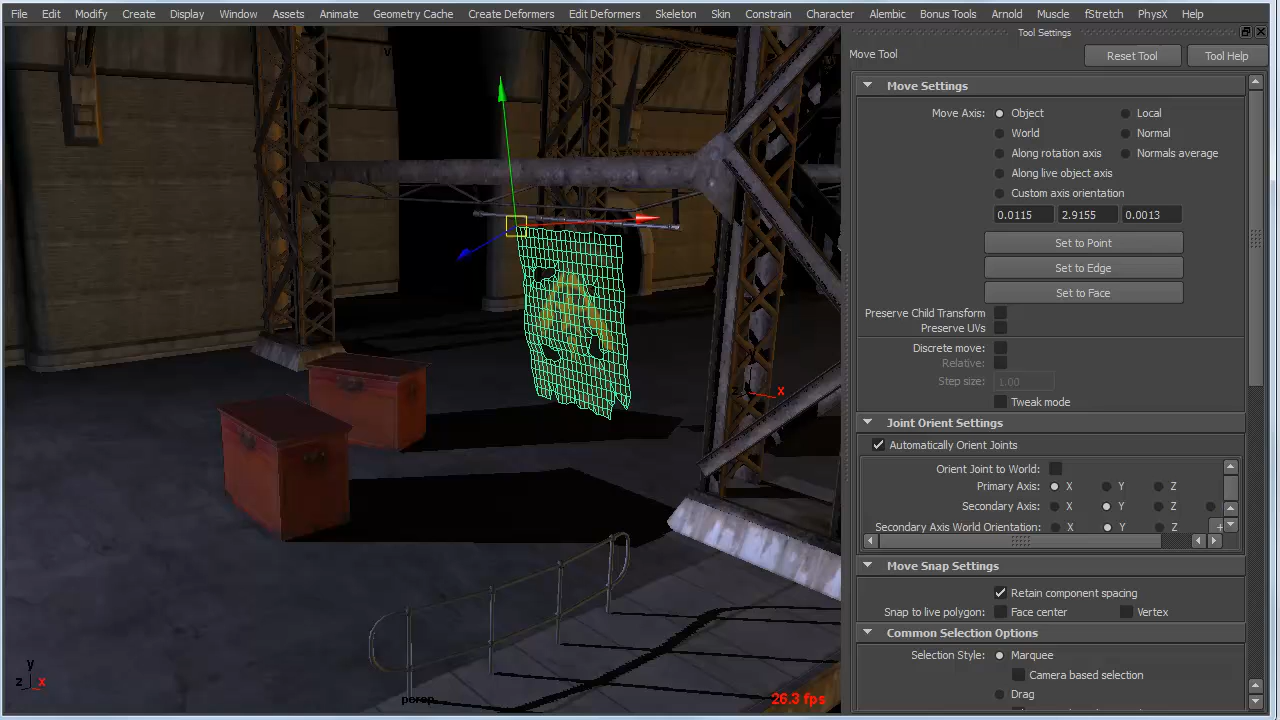 File Edit Modify Create Display Window Assets Animate Geometry Cache Create Deformers Edit Deformers Skeleton Skin Constrain Character Alembic Bonus Tools Arnold Muscle fStretch PhysX Help
Tool Settings
Move Tool Reset Tool Tool Help
Move Settings
Move Axis: Object Local
World Normal
Along rotation axis Normals average
Along live object axis
Custom axis orientation
0.0115 2.9155 0.0013
Set to Point
Set to Edge
Set to Face
Preserve Child Transform
Preserve UVs
Discrete move:
Relative:
Step size: 1.00
Tweak mode
Joint Orient Settings
Automatically Orient Joints
Orient Joint to World:
Primary Axis: X Y Z
Secondary Axis: X Y Z
Secondary Axis World Orientation: X Y Z +
Move Snap Settings
Retain component spacing
Snap to live polygon: Face center Vertex
Common Selection Options
Selection Style: Marquee
Camera based selection
Drag
z x
y
z x
persp
26.3 fps